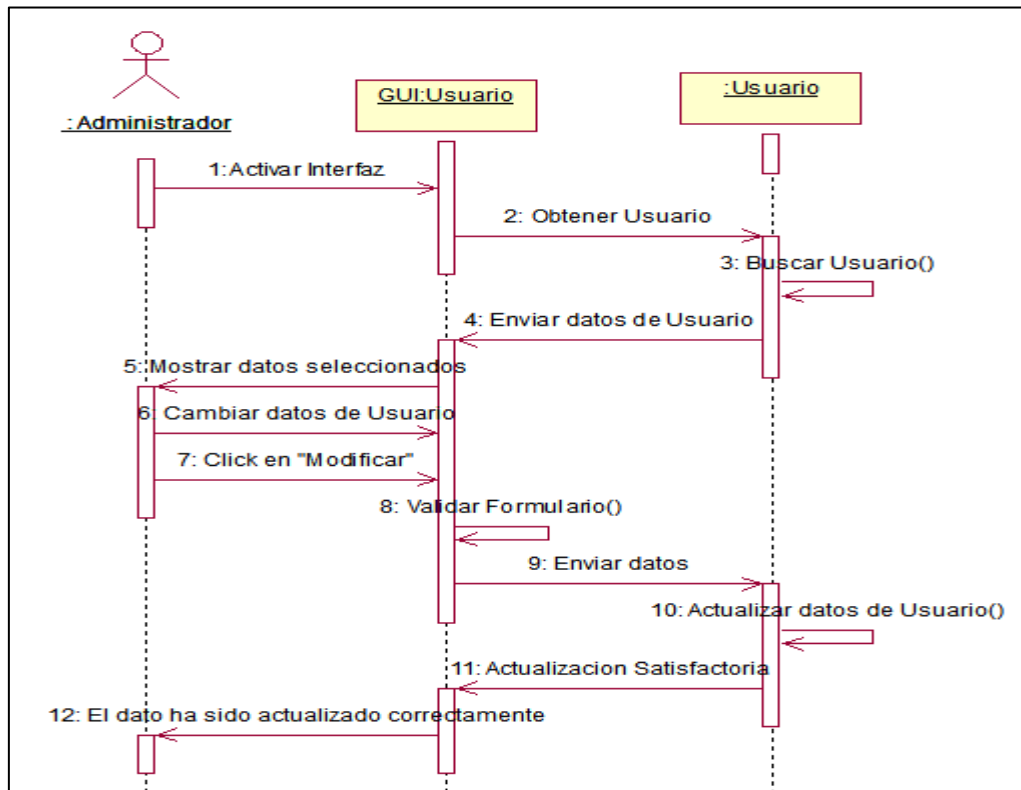 : Administrador
GUI:Usuario
:Usuario
1:Activar Interfaz
2: Obtener Usuario
3: Buscar Usuario()
4: Enviar datos de Usuario
5: Mostrar datos seleccionados
6: Cambiar datos de Usuario
7: Click en "Modificar"
8: Validar Formulario()
9: Enviar datos
10: Actualizar datos de Usuario()
11: Actualizacion Satisfactoria
12: El dato ha sido actualizado correctamente